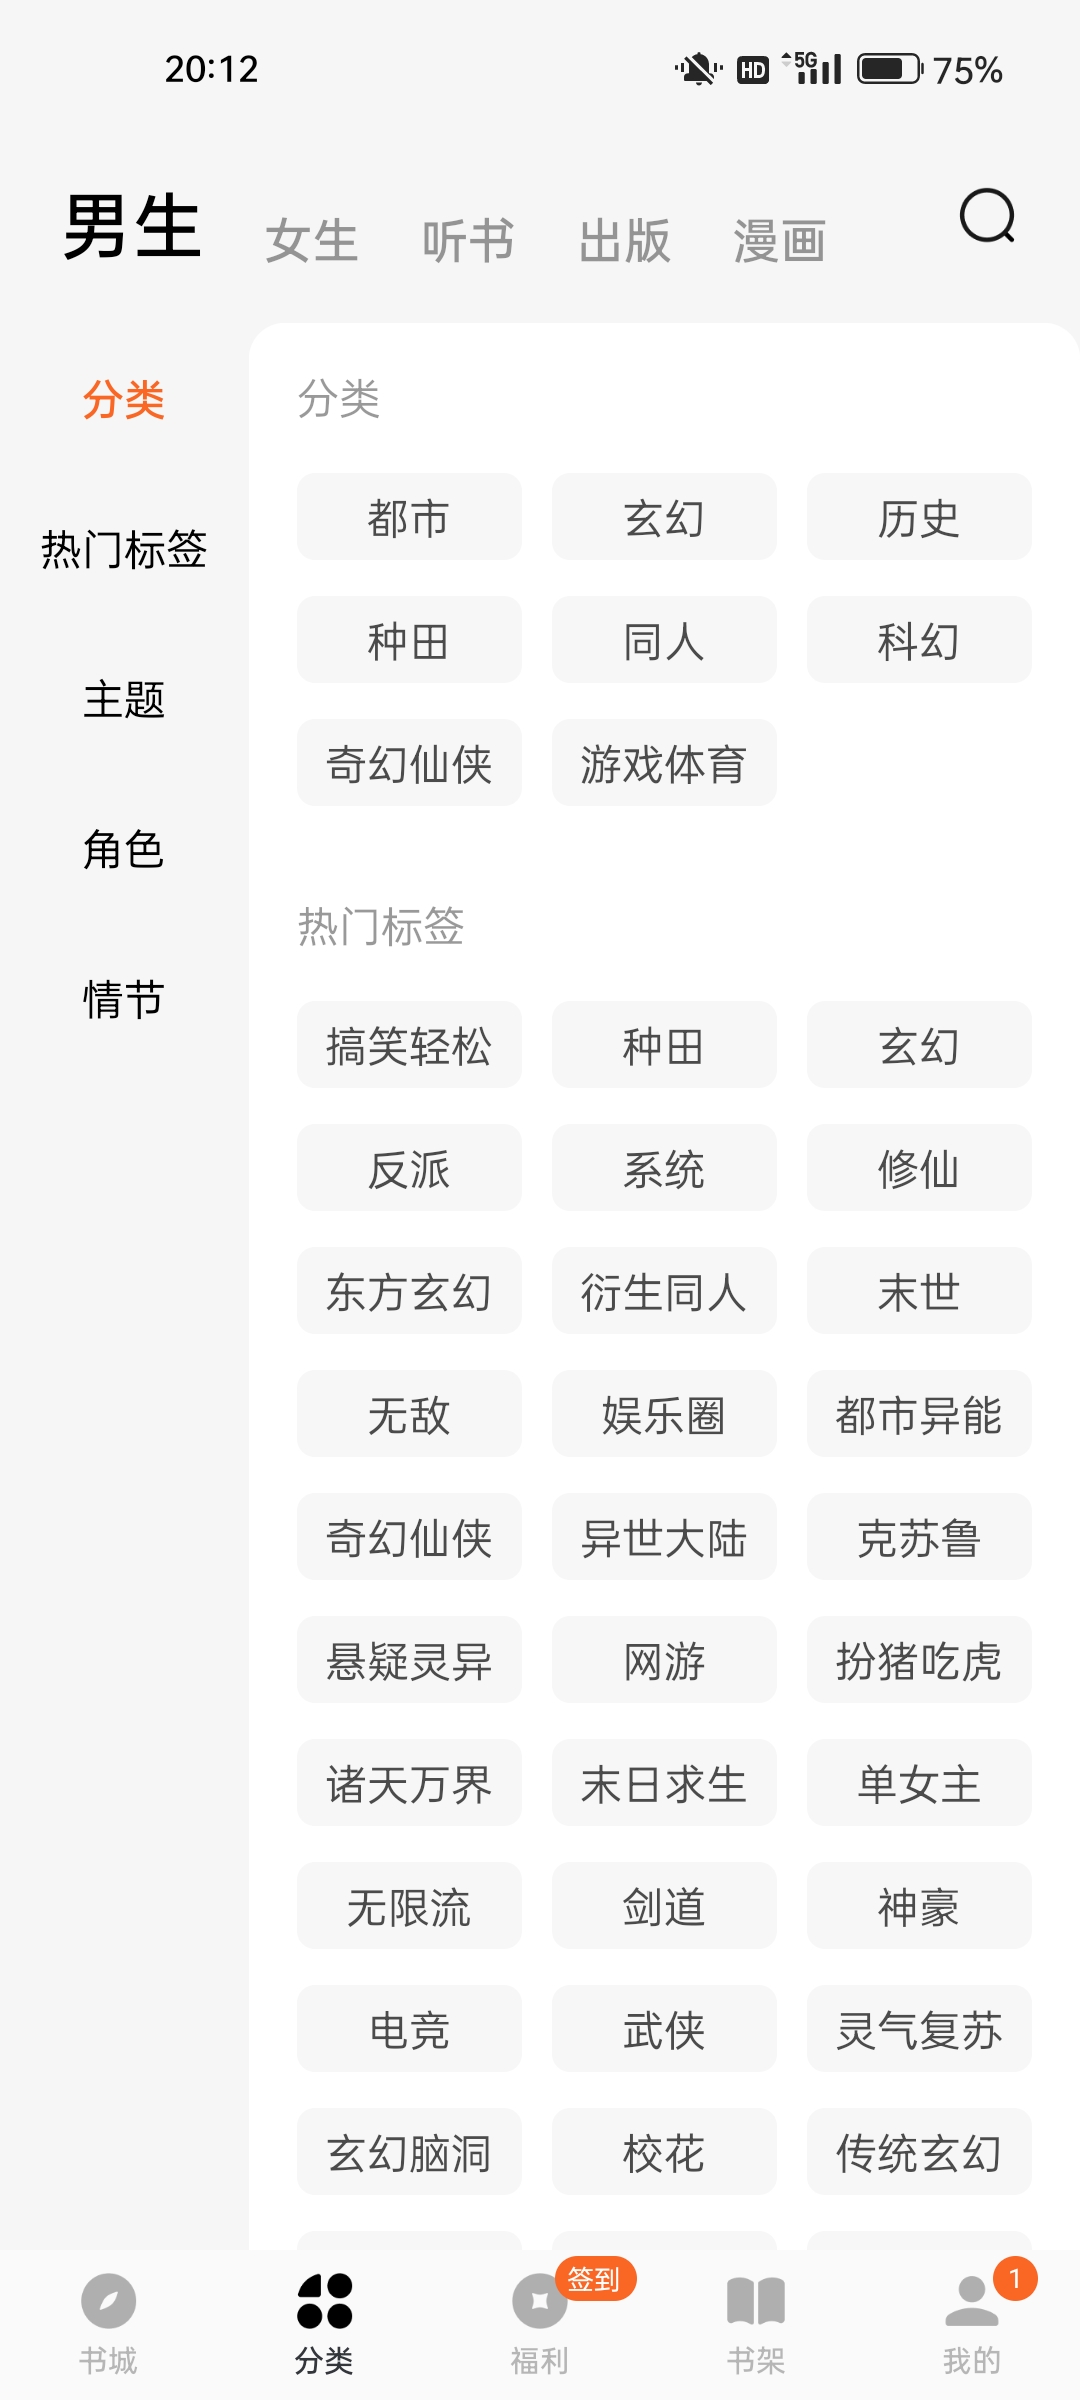 20:12 HD 5G 75%
男生 女生 听书 出版 漫画
分类
热门标签
主题
角色
情节
分类
都市 玄幻 历史
种田 同人 科幻
奇幻仙侠 游戏体育
热门标签
搞笑轻松 种田 玄幻
反派 系统 修仙
东方玄幻 衍生同人 末世
无敌 娱乐圈 都市异能
奇幻仙侠 异世大陆 克苏鲁
悬疑灵异 网游 扮猪吃虎
诸天万界 末日求生 单女主
无限流 剑道 神豪
电竞 武侠 灵气复苏
玄幻脑洞 校花 传统玄幻
签到 1
书城 分类 福利 书架 我的